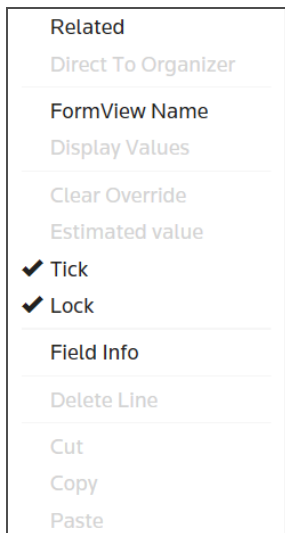 Related
Direct To Organizer
FormView Name
Display Values
Clear Override
Estimated value
Tick
Lock
Field Info
Delete Line
Cut
Copy
Paste